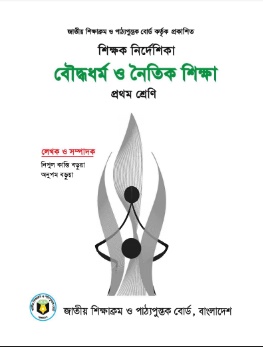 জাতীয় শিক্ষাক্রম ও পাঠ্যপুস্তক বোর্ড কর্তৃক প্রকাশিত
শিক্ষক নির্দেশিকা
বৌদ্ধধর্ম ও নৈতিক শিক্ষা
প্রথম শ্রেণি
লেখক ও সম্পাদক
বিপুল কান্তি বড়ুয়া
অনুপম বড়ুয়া
জাতীয় শিক্ষাক্রম ও পাঠ্যপুস্তক বোর্ড, বাংলাদেশ